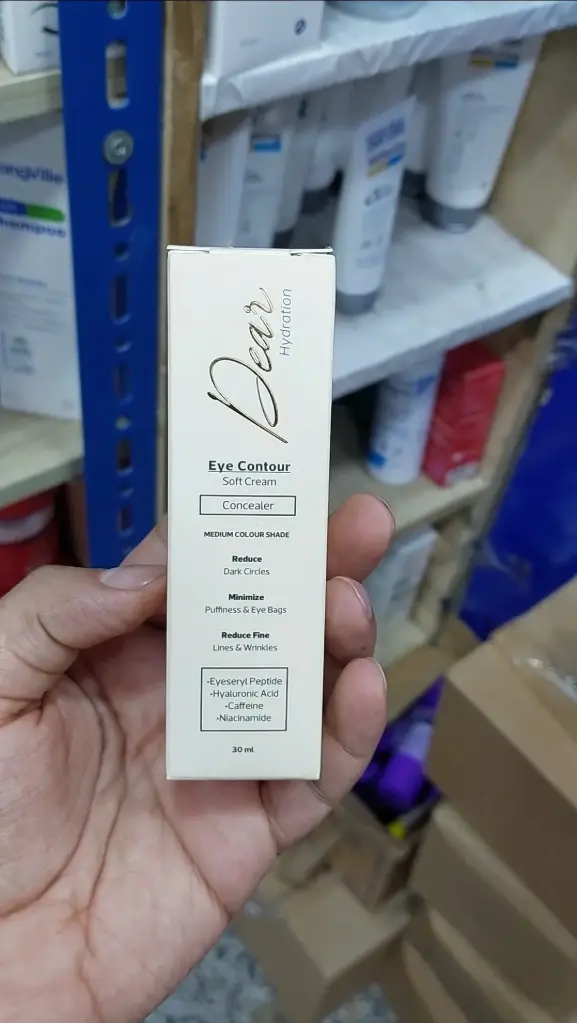 Dear
Hydration
Eye Contour
Soft Cream
Concealer
MEDIUM COLOUR SHADE
Reduce
Dark Circles
Minimize
Puffiness & Eye Bags
Reduce Fine
Lines & Wrinkles
•Eyeseryl Peptide
•Hyaluronic Acid
•Caffeine
•Niacinamide
30 ml